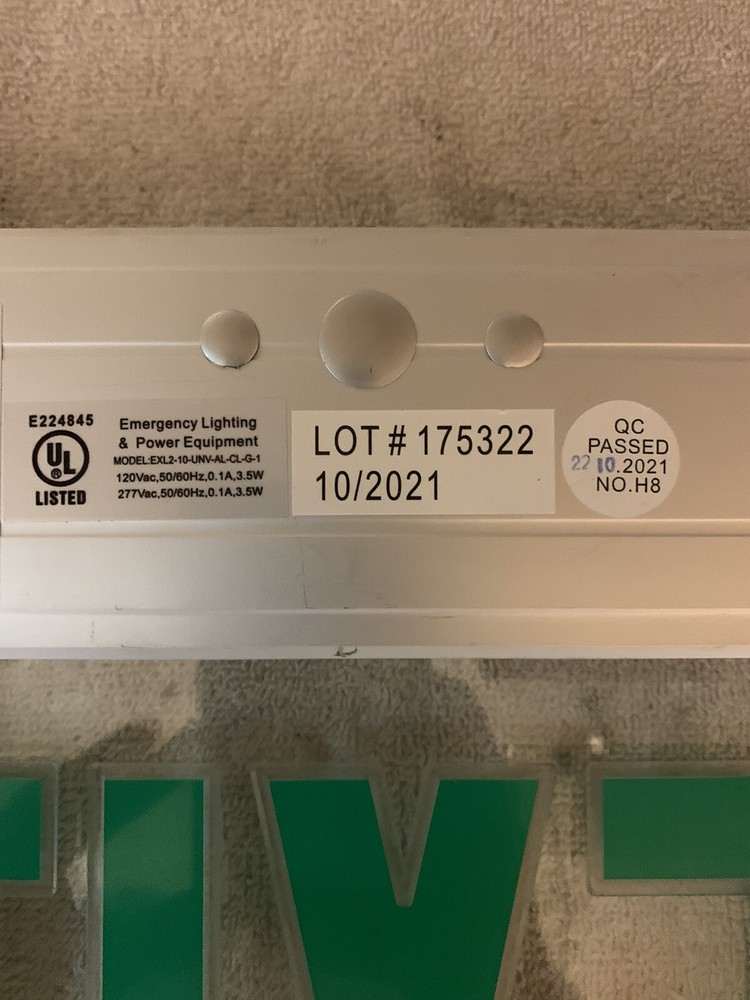 E224845
UL
LISTED
Emergency Lighting
& Power Equipment
MODEL:EXL2-10-UNV-AL-CL-G-1
120Vac,50/60Hz,0.1A,3.5W
277Vac,50/60Hz,0.1A,3.5W
LOT # 175322
10/2021
QC
PASSED
22 10.2021
NO.H8